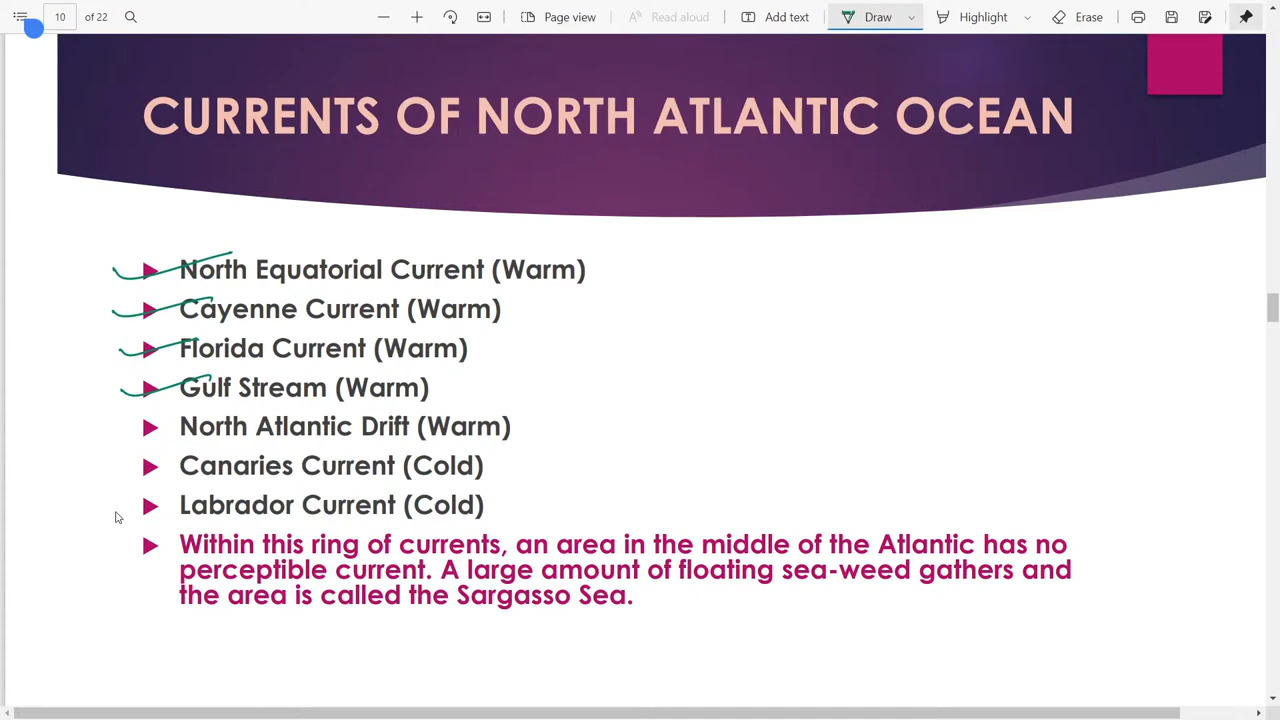 10 of 22 Page view Read aloud Add text Draw Highlight Erase
CURRENTS OF NORTH ATLANTIC OCEAN
North Equatorial Current (Warm)
Cayenne Current (Warm)
Florida Current (Warm)
Gulf Stream (Warm)
North Atlantic Drift (Warm)
Canaries Current (Cold)
Labrador Current (Cold)
Within this ring of currents, an area in the middle of the Atlantic has no
perceptible current. A large amount of floating sea-weed gathers and
the area is called the Sargasso Sea.